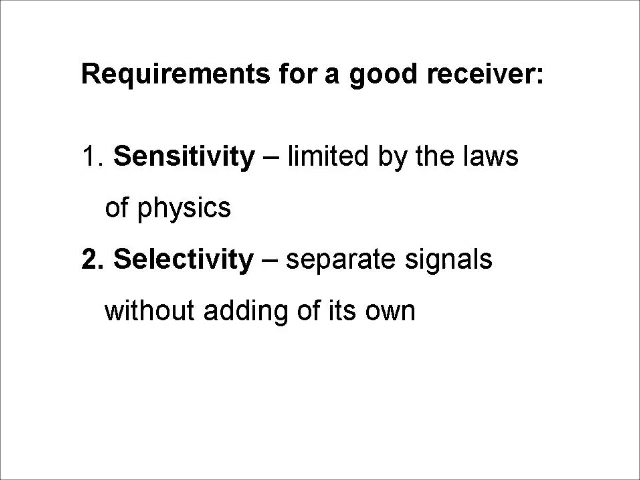 Requirements for a good receiver:
1. Sensitivity – limited by the laws
of physics
2. Selectivity – separate signals
without adding of its own